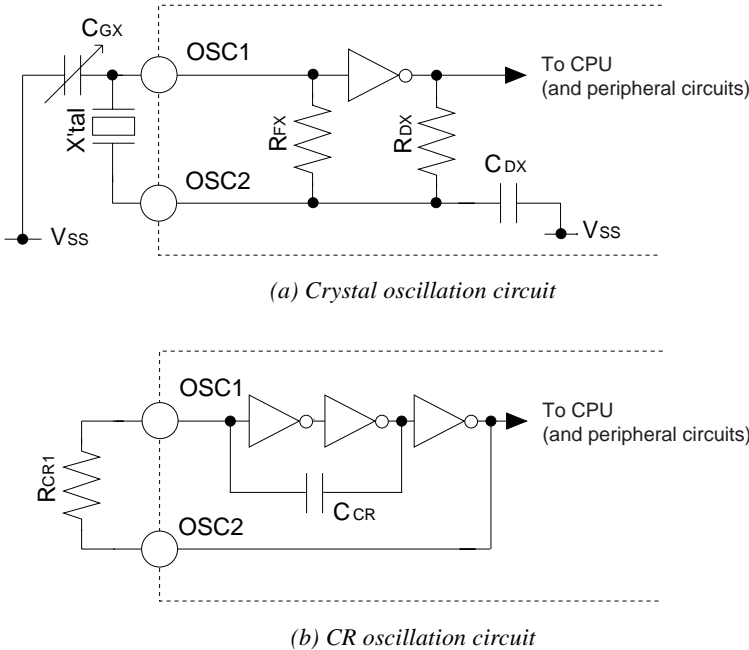 CGX
OSC1
To CPU
(and peripheral circuits)
X'tal
RFX
RDX
CDX
OSC2
VSS
VSS
(a) Crystal oscillation circuit
OSC1
To CPU
(and peripheral circuits)
RCR1
CCR
OSC2
(b) CR oscillation circuit